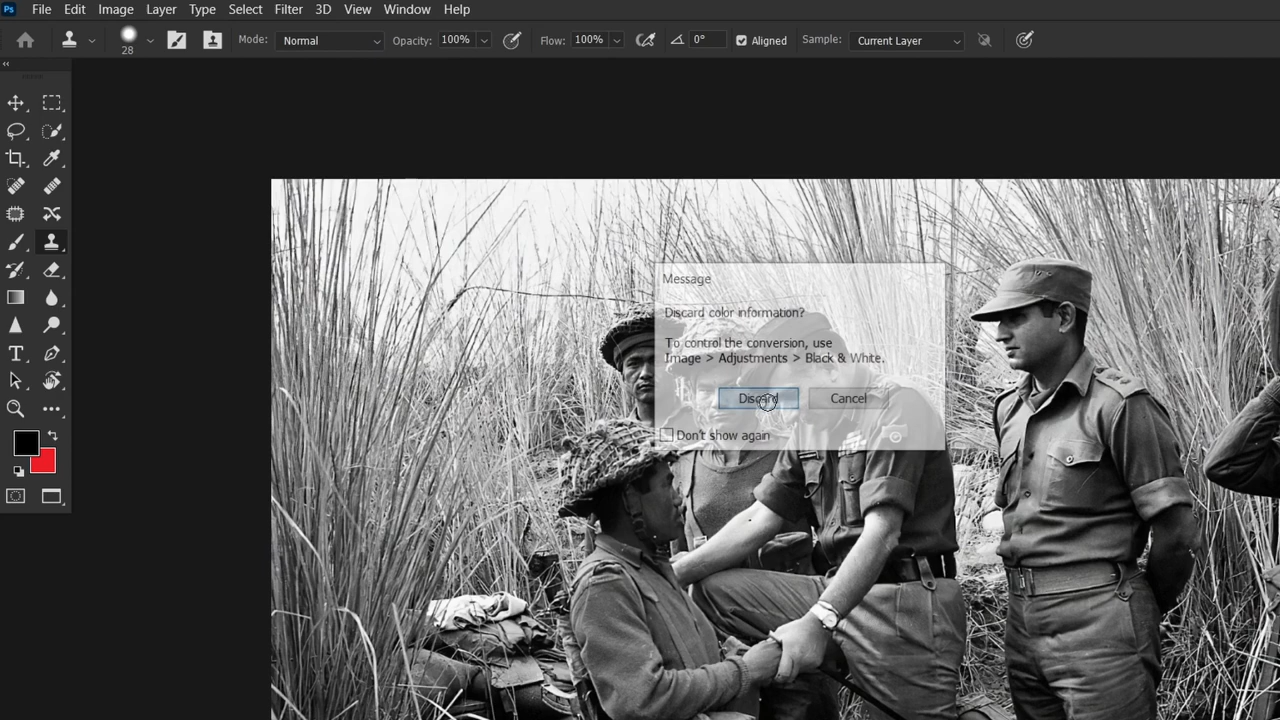 Ps File Edit Image Layer Type Select Filter 3D View Window Help
28 Mode: Normal Opacity: 100% Flow: 100% 0° Aligned Sample: Current Layer
Message
Discard color information?
To control the conversion, use
Image > Adjustments > Black & White.
Discard Cancel
Don't show again